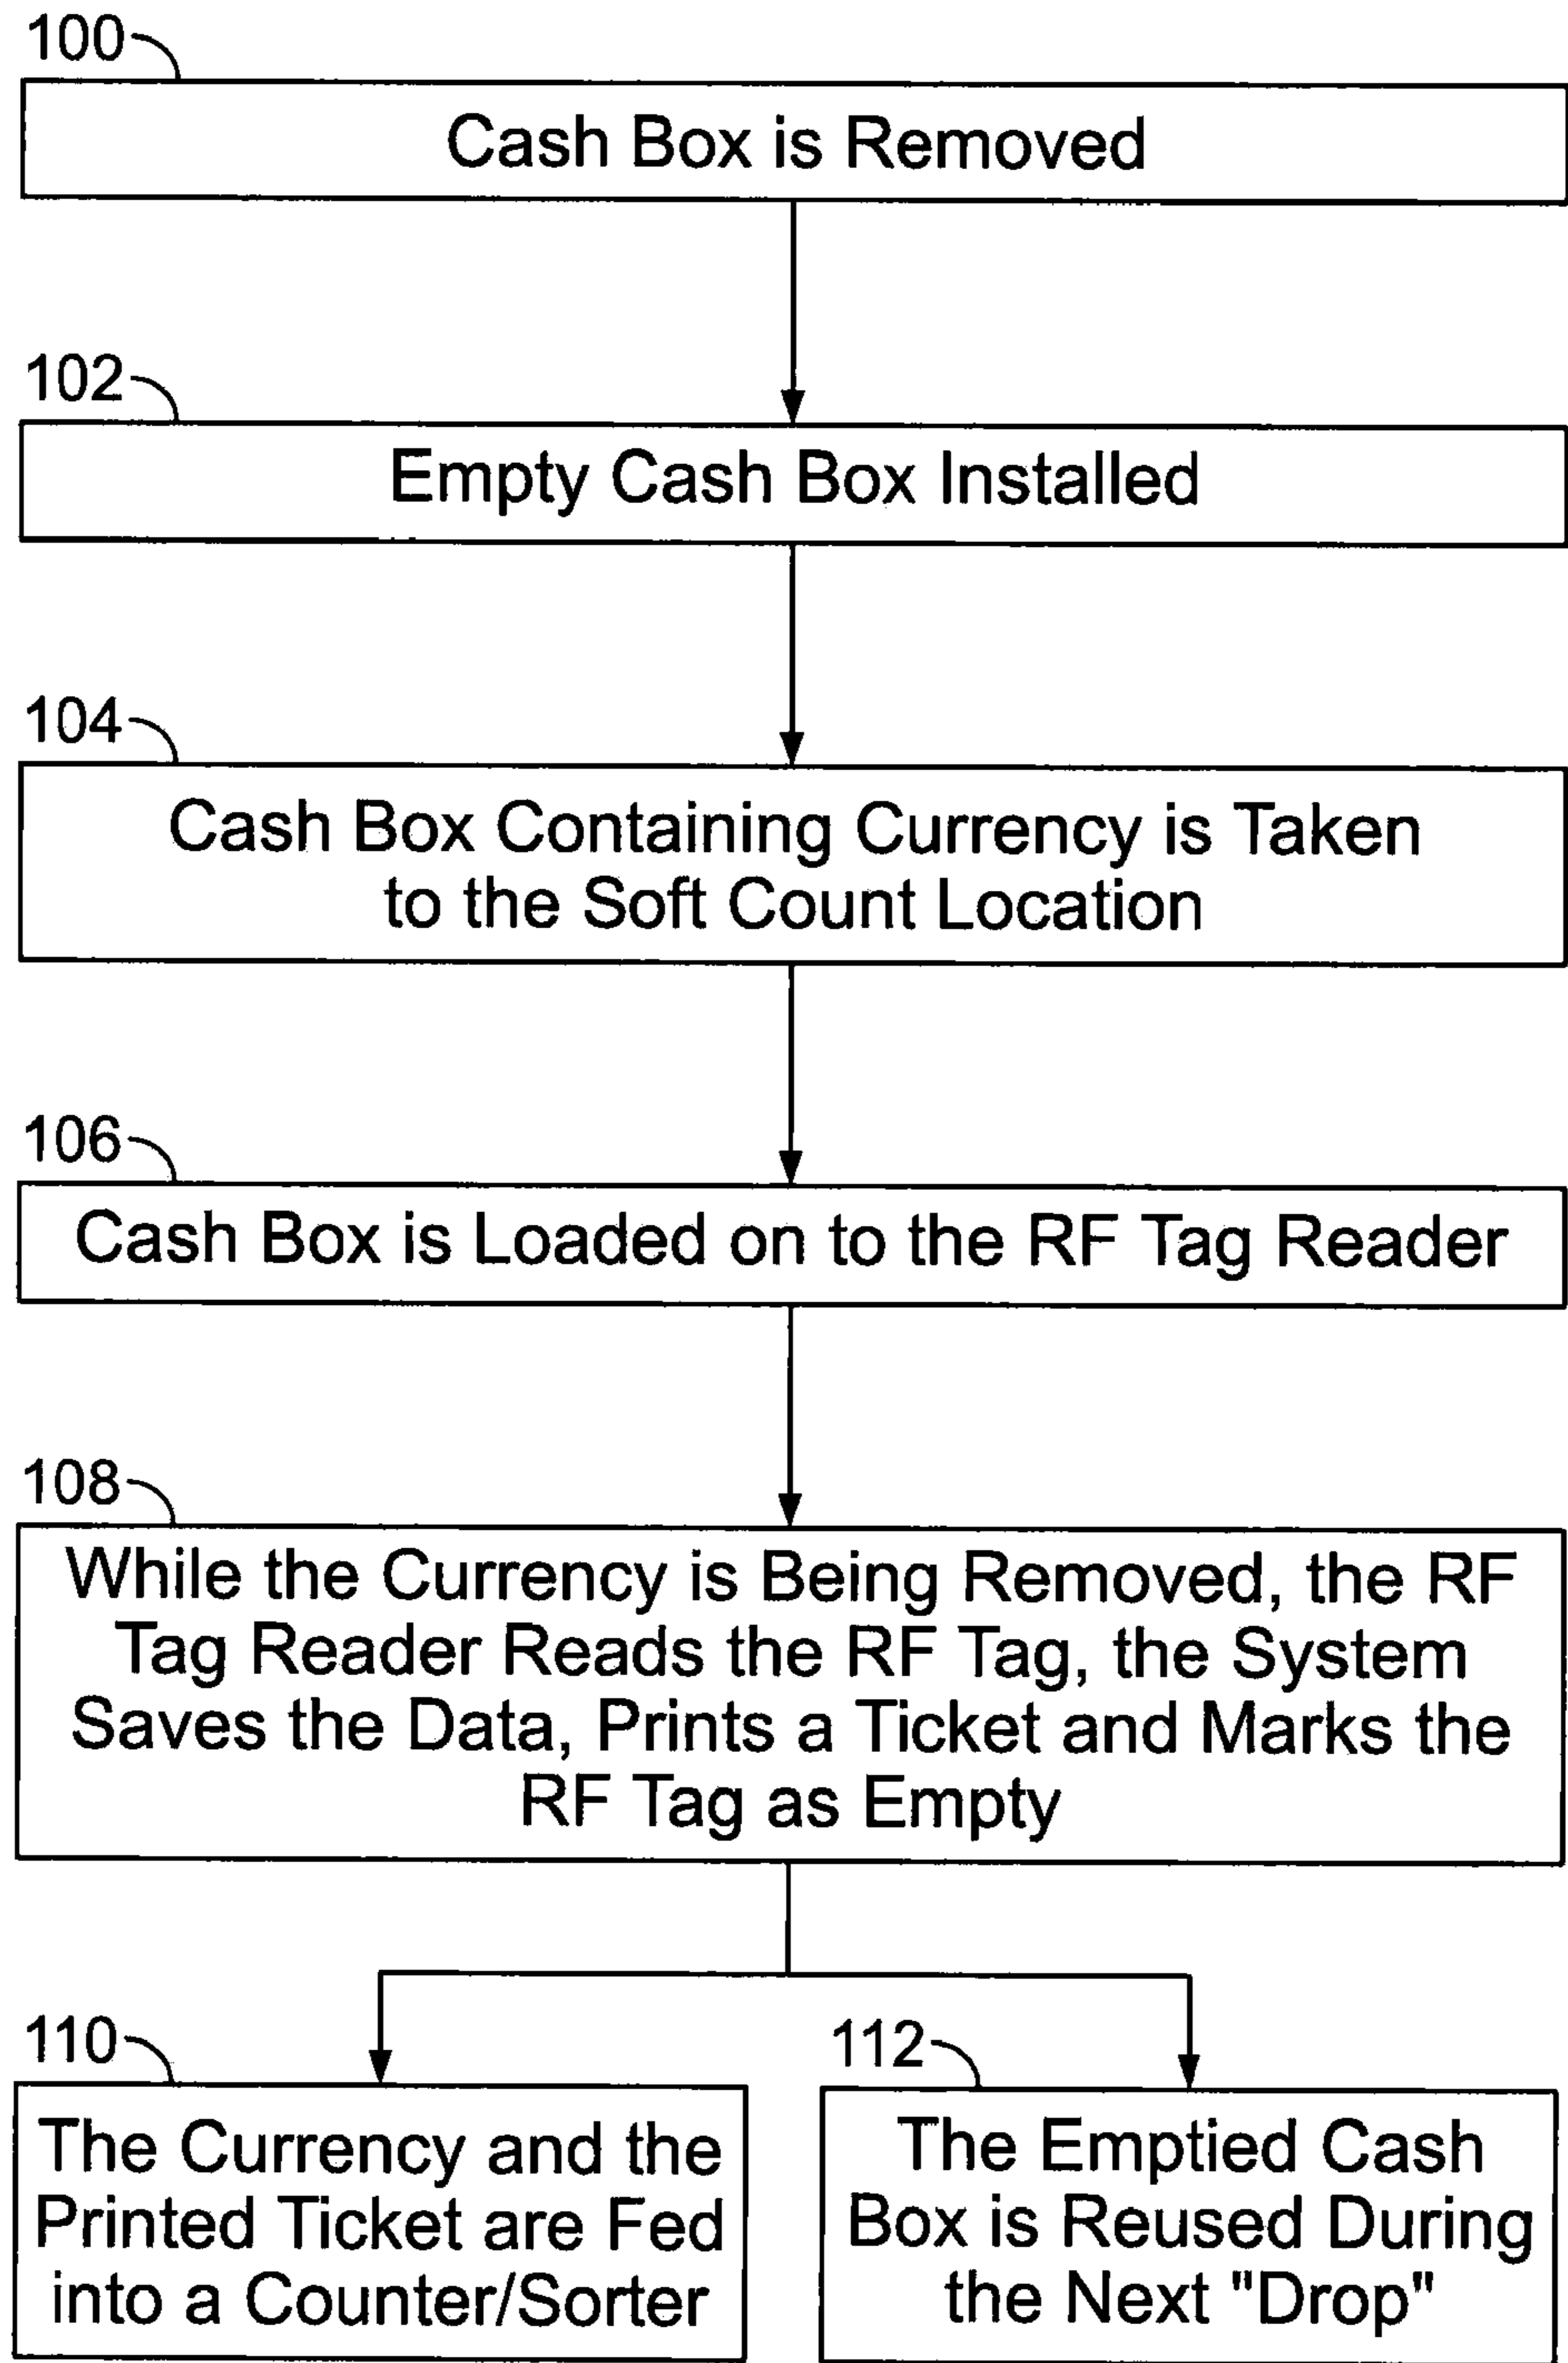 100
Cash Box is Removed
102
Empty Cash Box Installed
104
Cash Box Containing Currency is Taken
to the Soft Count Location
106
Cash Box is Loaded on to the RF Tag Reader
108
While the Currency is Being Removed, the RF
Tag Reader Reads the RF Tag, the System
Saves the Data, Prints a Ticket and Marks the
RF Tag as Empty
110
The Currency and the
Printed Ticket are Fed
into a Counter/Sorter
112
The Emptied Cash
Box is Reused During
the Next "Drop"